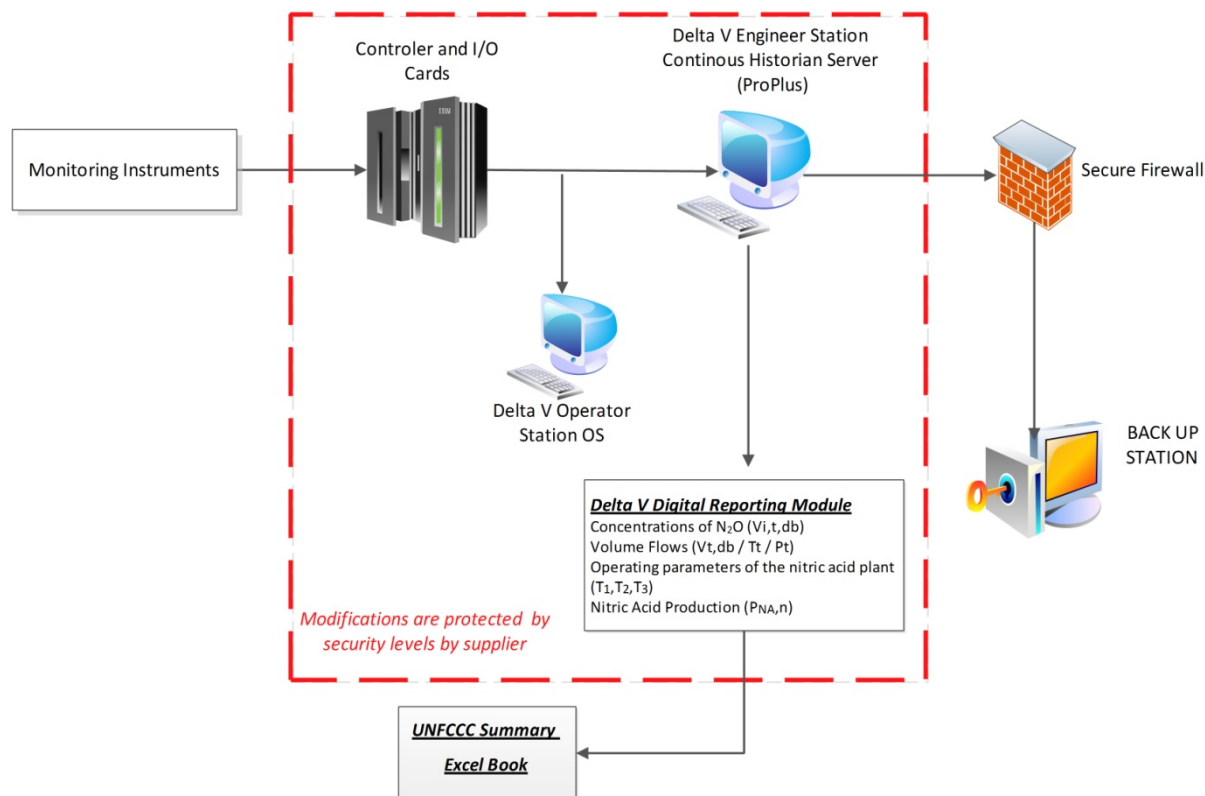 Controler and I/O
Cards
Delta V Engineer Station
Continous Historian Server
(ProPlus)
Monitoring Instruments
Secure Firewall
Delta V Operator
Station OS
BACK UP
STATION
Delta V Digital Reporting Module
Concentrations of N₂O (Vi,t,db)
Volume Flows (Vt,db / Tt / Pt)
Operating parameters of the nitric acid plant
(T₁,T₂,T₃)
Nitric Acid Production (PNA,n)
Modifications are protected by
security levels by supplier
UNFCCC Summary
Excel Book